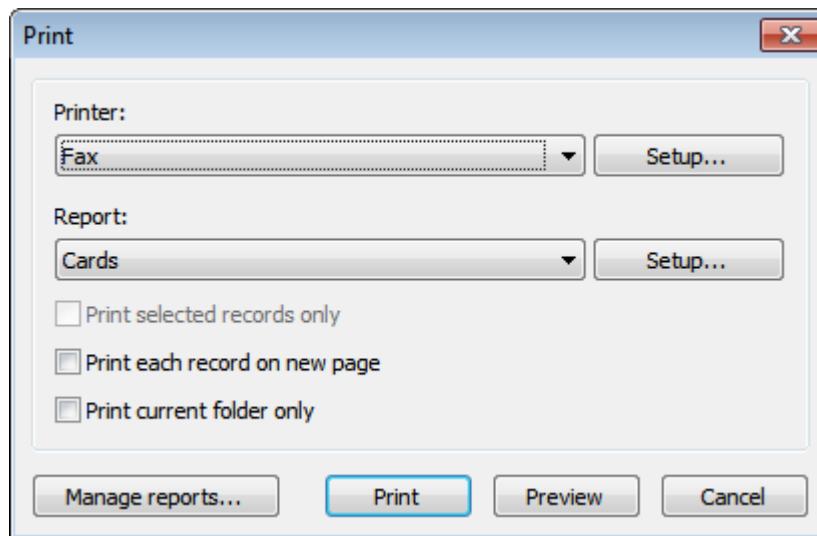 Print
Printer:
Fax Setup...
Report:
Cards Setup...
Print selected records only
Print each record on new page
Print current folder only
Manage reports... Print Preview Cancel